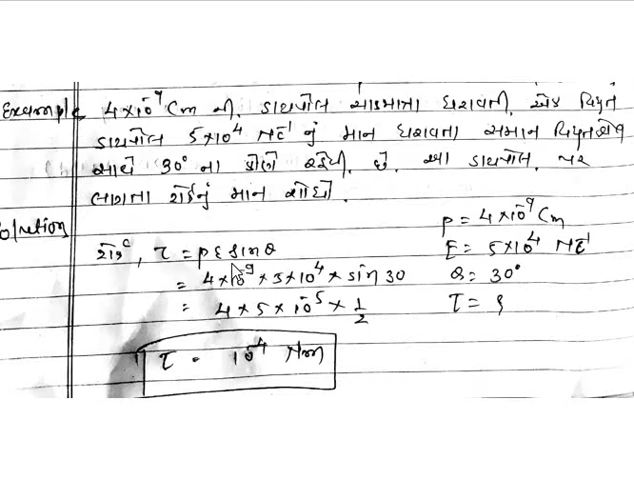 Example 4×10⁻⁹ Cm ની ડાયપોલ ચાકમાત્રા ધરાવતી એક વિદ્યુત
ડાયપોલ 5×10⁴ NC⁻¹ નું માન ધરાવતા સમાન વિદ્યુતક્ષેત્ર
સાથે 30° ના કોણે રહેલી છે. આ ડાયપોલ પર
લાગતા ટોર્કનું માન શોધો.
Solution
P = 4×10⁻⁹ Cm
ટોર્ક, τ = pE sinθ E = 5×10⁴ NC⁻¹
= 4×10⁻⁹ × 5×10⁴ × sin 30 θ = 30°
= 4 × 5 × 10⁻⁵ × 1/2 τ = ?
τ = 10⁻⁴ Nm